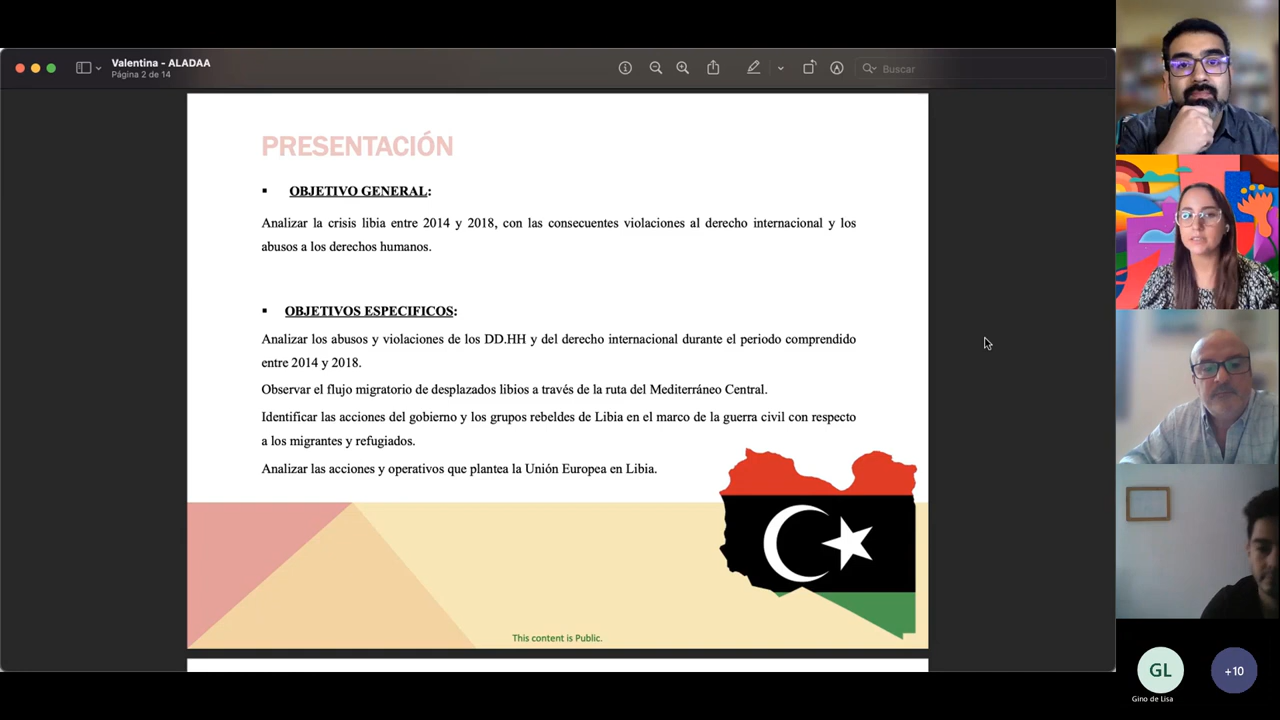 Valentina - ALADAA
Página 2 de 14
Buscar
PRESENTACIÓN
▪ OBJETIVO GENERAL:
Analizar la crisis libia entre 2014 y 2018, con las consecuentes violaciones al derecho internacional y los
abusos a los derechos humanos.
▪ OBJETIVOS ESPECIFICOS:
Analizar los abusos y violaciones de los DD.HH y del derecho internacional durante el periodo comprendido
entre 2014 y 2018.
Observar el flujo migratorio de desplazados libios a través de la ruta del Mediterráneo Central.
Identificar las acciones del gobierno y los grupos rebeldes de Libia en el marco de la guerra civil con respecto
a los migrantes y refugiados.
Analizar las acciones y operativos que plantea la Unión Europea en Libia.
This content is Public.
GL
Gino de Lisa
+10